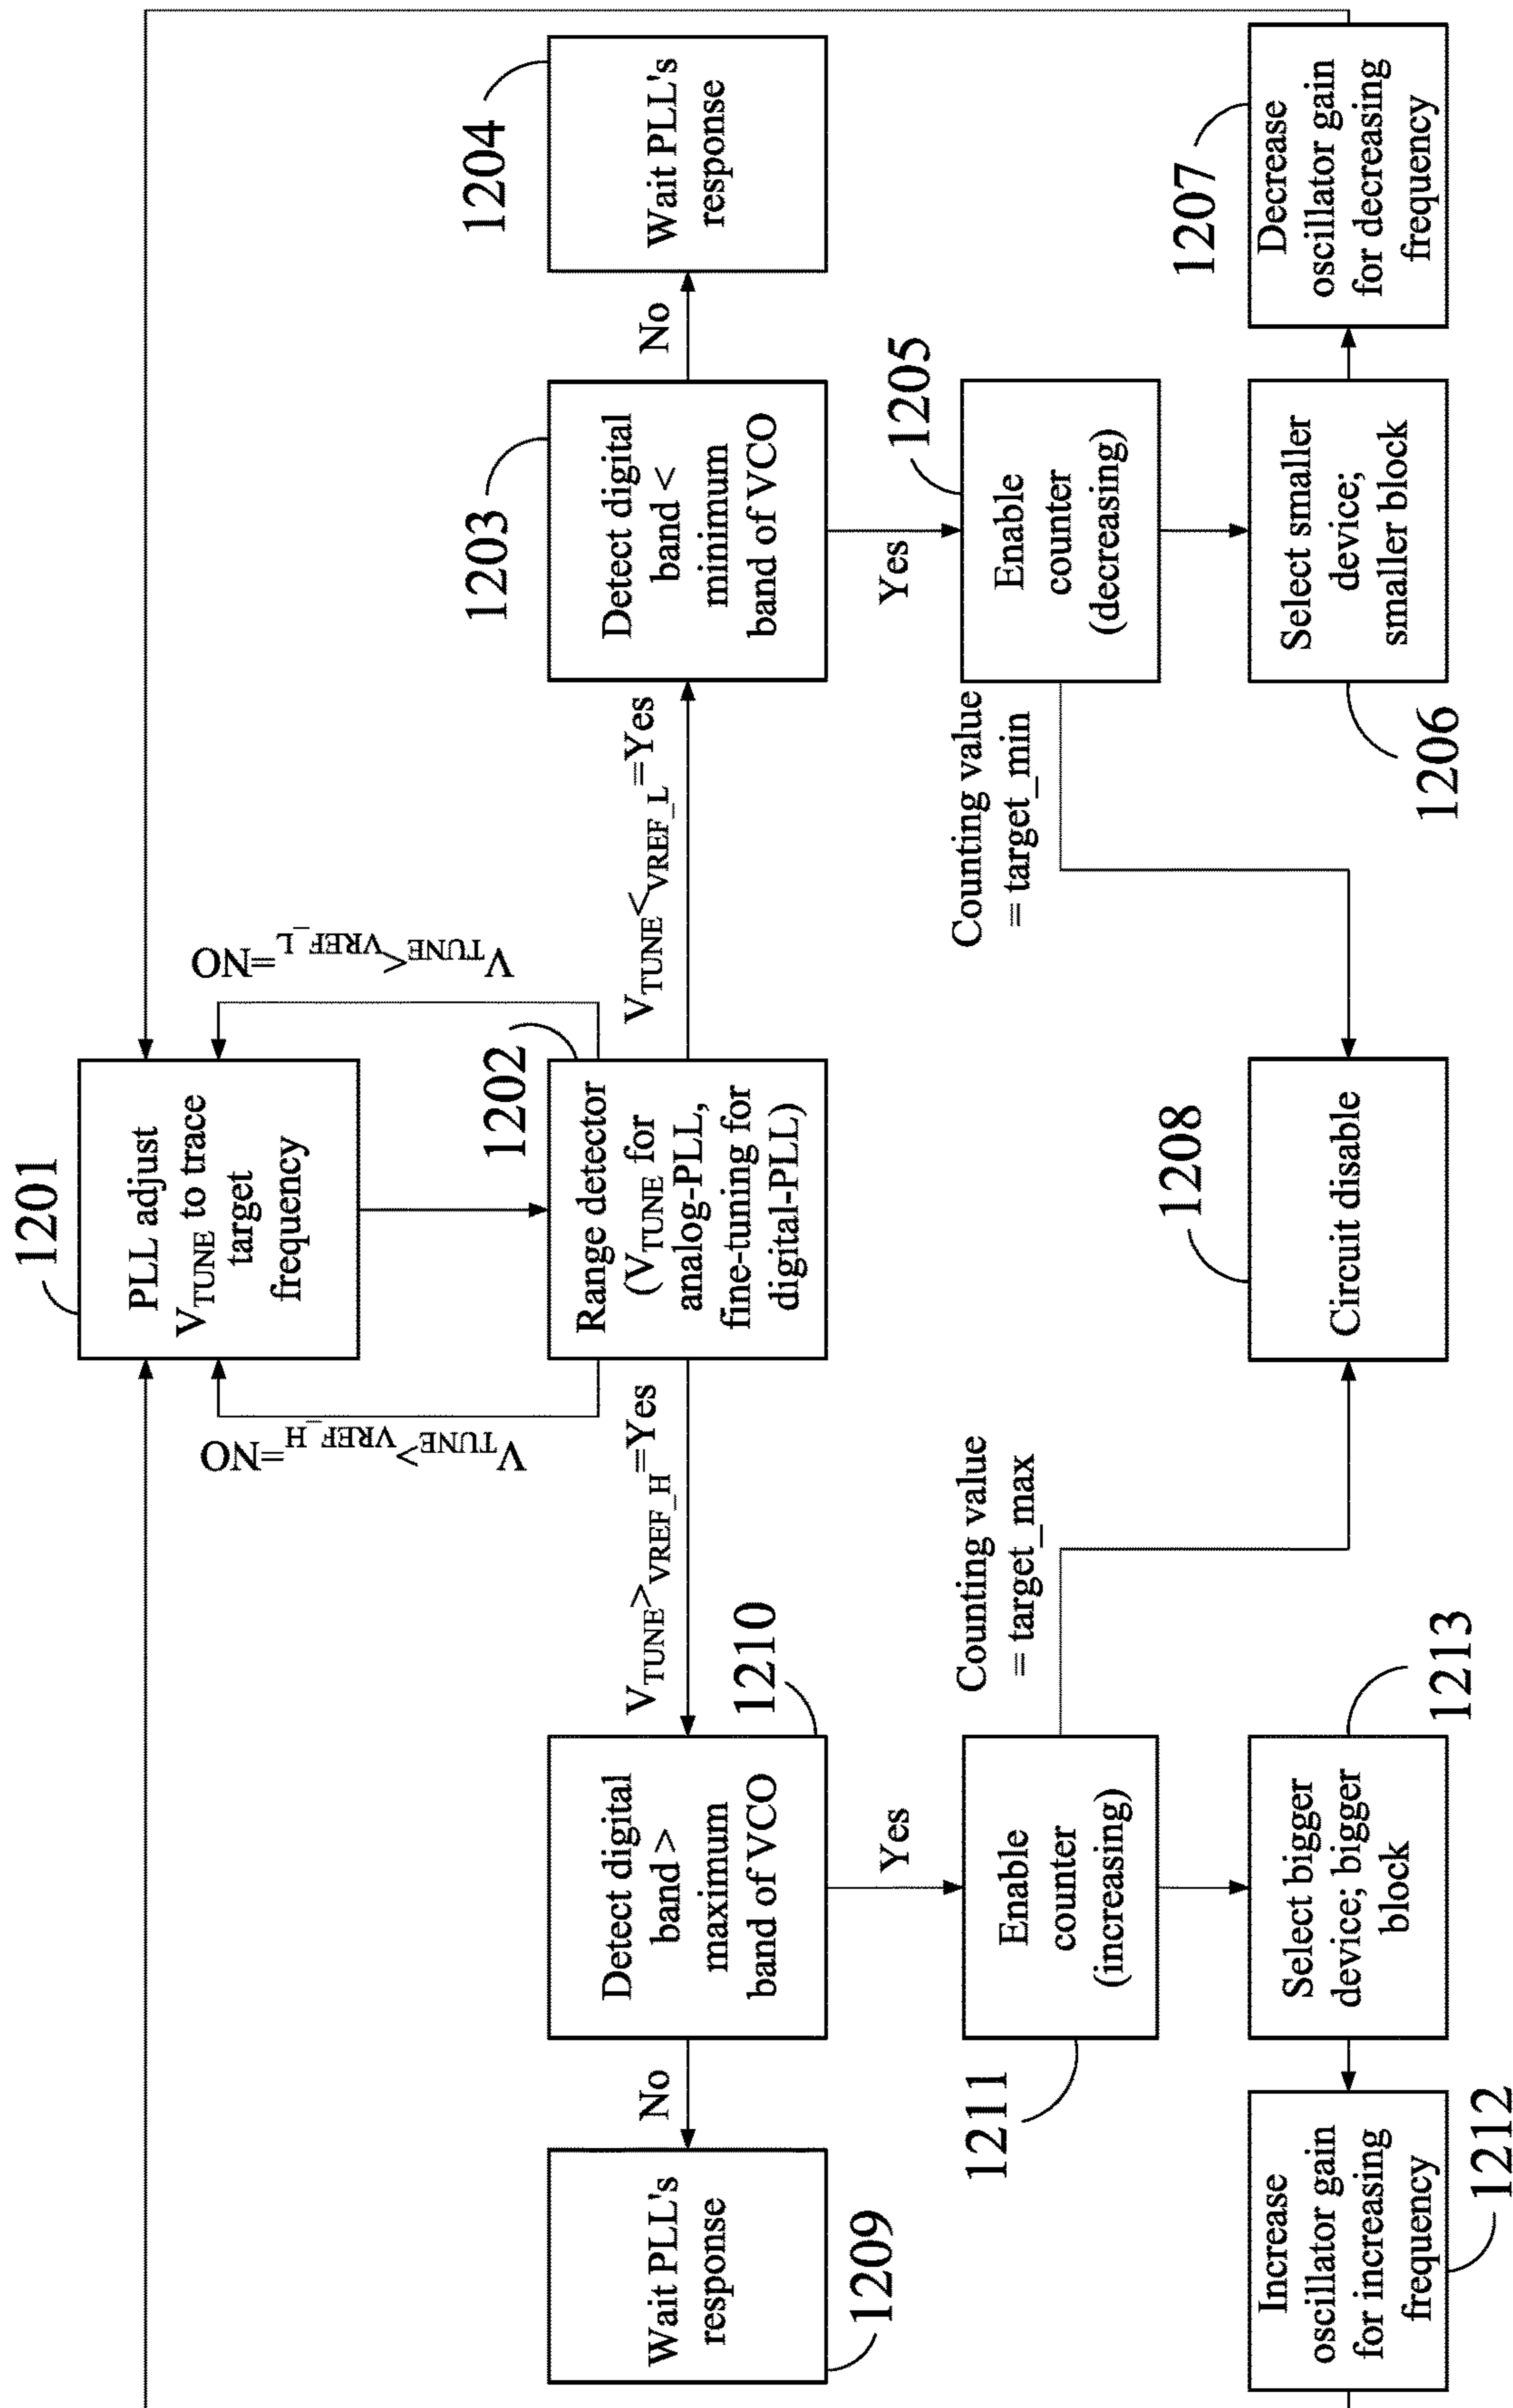 1201
PLL adjust
VTUNE to trace
target
frequency
VTUNE>VREF_H=NO
VTUNE<VREF_L=NO
1202
Range detector
(VTUNE for
analog-PLL,
fine-tuning for
digital-PLL)
VTUNE>VREF_H=Yes
VTUNE<VREF_L=Yes
Wait PLL's
response
1209
No
Detect digital
band >
maximum
band of VCO
1210
1203
Detect digital
band <
minimum
band of VCO
No
1204
Wait PLL's
response
Yes
Yes
1211
Enable
counter
(increasing)
Counting value
= target_max
Counting value
= target_min
1205
Enable
counter
(decreasing)
Increase
oscillator gain
for increasing
frequency
1212
Select bigger
device; bigger
block
1213
1208
Circuit disable
1206
Select smaller
device;
smaller block
1207
Decrease
oscillator gain
for decreasing
frequency